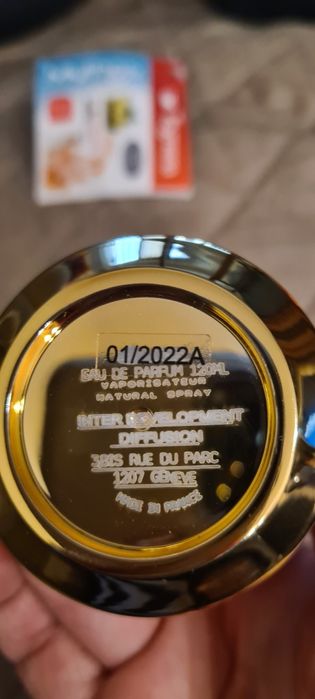 01/2022A
EAU DE PARFUM 120ML
VAPORISATEUR
NATURAL SPRAY
INTER DEVELOPMENT
DIFFUSION
3BIS RUE DU PARC
1207 GENEVE
MADE IN FRANCE